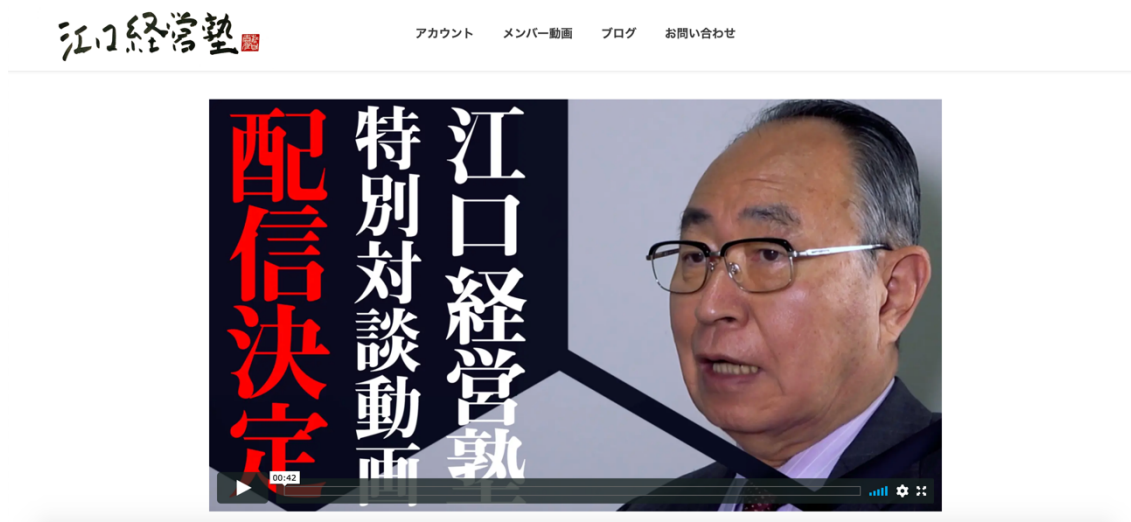 江口経営塾
アカウント メンバー動画 ブログ お問い合わせ
江口経営塾
特別対談動画
配信決定
00:42